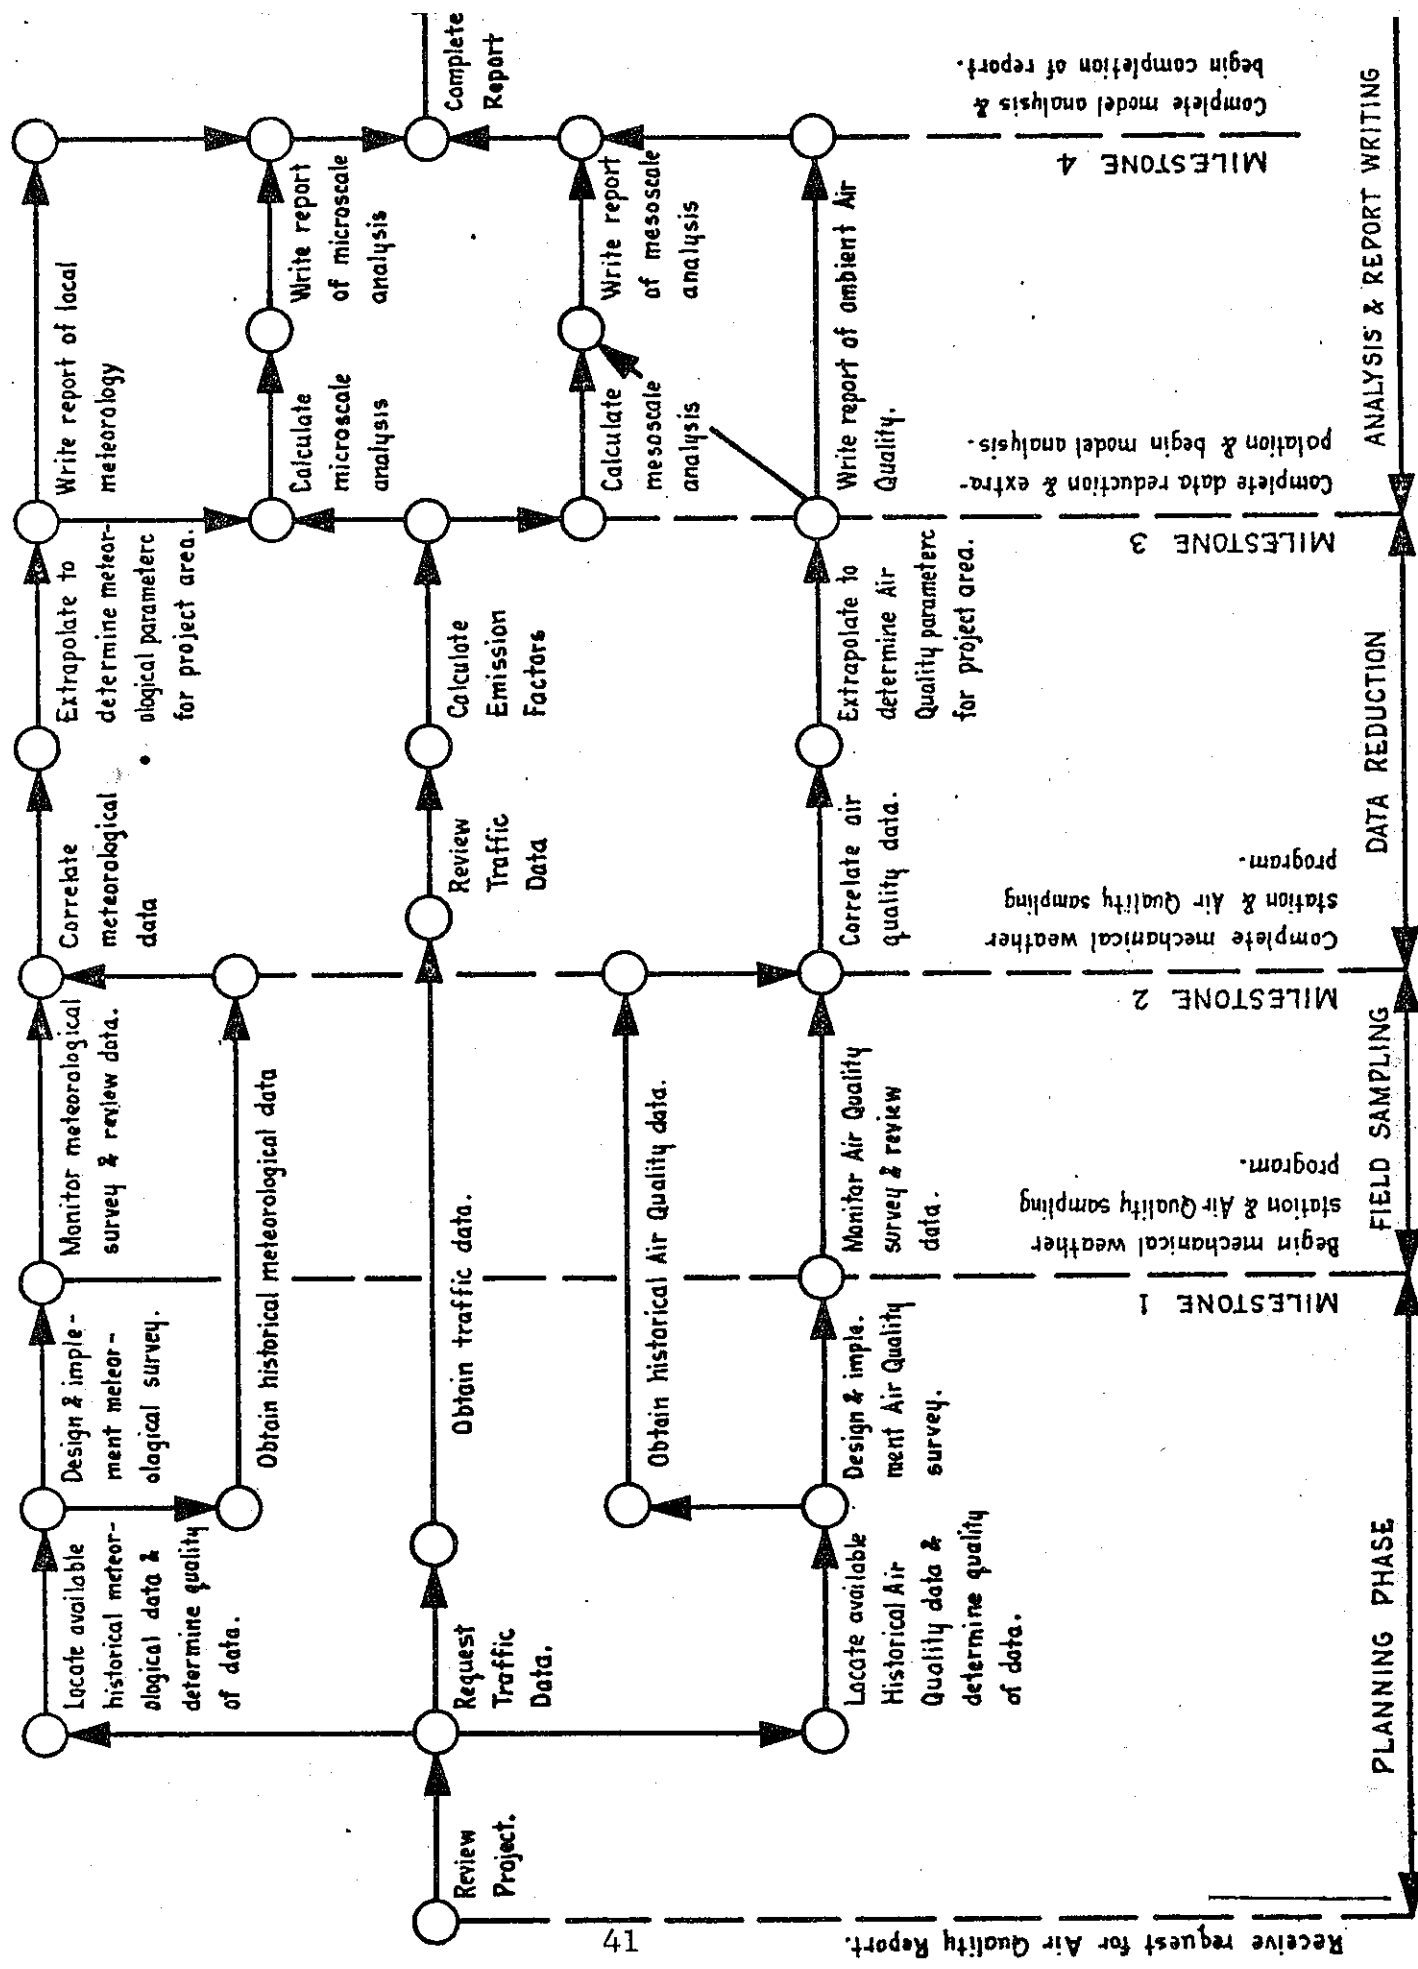 Review
Project.
Locate available
historical meteor-
ological data &
determine quality
of data.
Design & imple-
ment meteor-
ological survey.
Monitor meteorological
survey & review data.
Correlate
meteorological
data
Extrapolate to
determine meteor-
ological parameterc
for project area.
Write report of local
meteorology
Obtain historical meteorological data
Calculate
microscale
analysis
Write report
of microscale
analysis
Request
Traffic
Data.
Obtain traffic data.
Review
Traffic
Data
Calculate
Emission
Factors
Complete
Report
Obtain historical Air Quality data.
Calculate
mesoscale
analysis
Write report
of mesoscale
analysis
Locate available
Historical Air
Quality data &
determine quality
of data.
Design & imple.
ment Air Quality
survey.
Monitor Air Quality
survey & review
data.
Correlate air
quality data.
Extrapolate to
determine Air
Quality parameterc
for project area.
Write report of ambient Air
Quality.
Receive request for Air Quality Report.
MILESTONE 1
Begin mechanical weather
station & Air Quality sampling
program.
MILESTONE 2
Complete mechanical weather
station & Air Quality sampling
program.
MILESTONE 3
Complete data reduction & extra-
polation & begin model analysis.
MILESTONE 4
Complete model analysis &
begin completion of report.
PLANNING PHASE
FIELD SAMPLING
DATA REDUCTION
ANALYSIS & REPORT WRITING
41